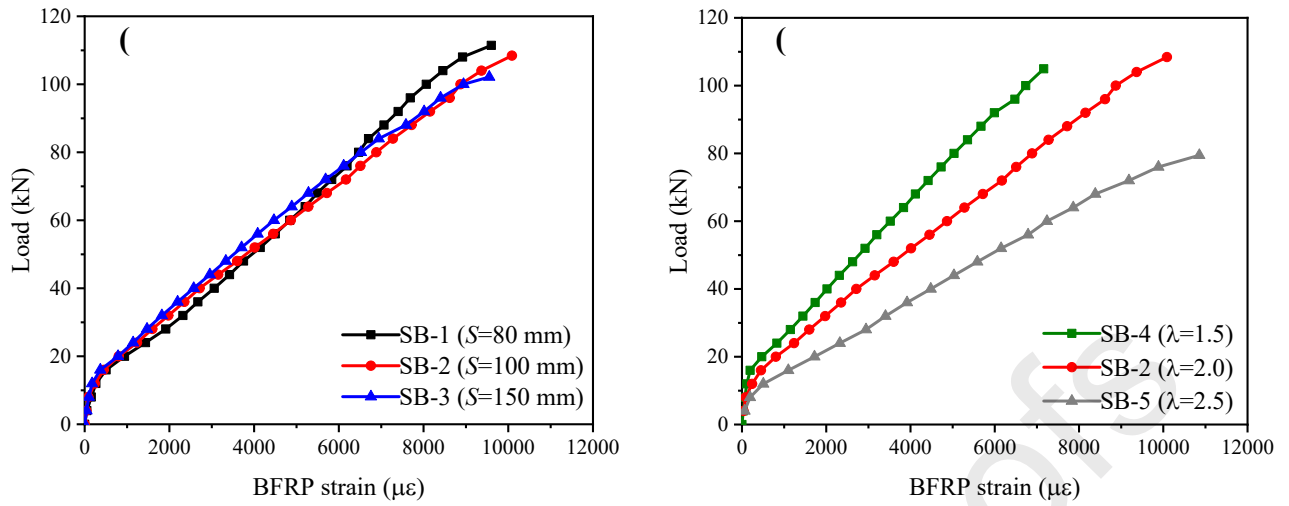 (
120
100
80
60
40
20
0
Load (kN)
SB-1 (S=80 mm)
SB-2 (S=100 mm)
SB-3 (S=150 mm)
0 2000 4000 6000 8000 10000 12000
BFRP strain (με)
(
120
100
80
60
40
20
0
Load (kN)
SB-4 (λ=1.5)
SB-2 (λ=2.0)
SB-5 (λ=2.5)
0 2000 4000 6000 8000 10000 12000
BFRP strain (με)
ofs